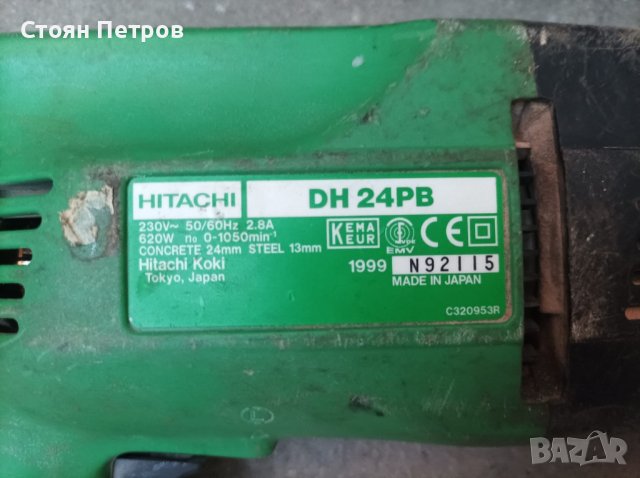 Стоян Петров
HITACHI
DH 24PB
230V~ 50/60Hz 2.8A
620W n₀ 0-1050min⁻¹
CONCRETE 24mm STEEL 13mm
Hitachi Koki
Tokyo, Japan
KEMA
KEUR
EMV
CE
1999 N92115
MADE IN JAPAN
C320953R
BAZAR